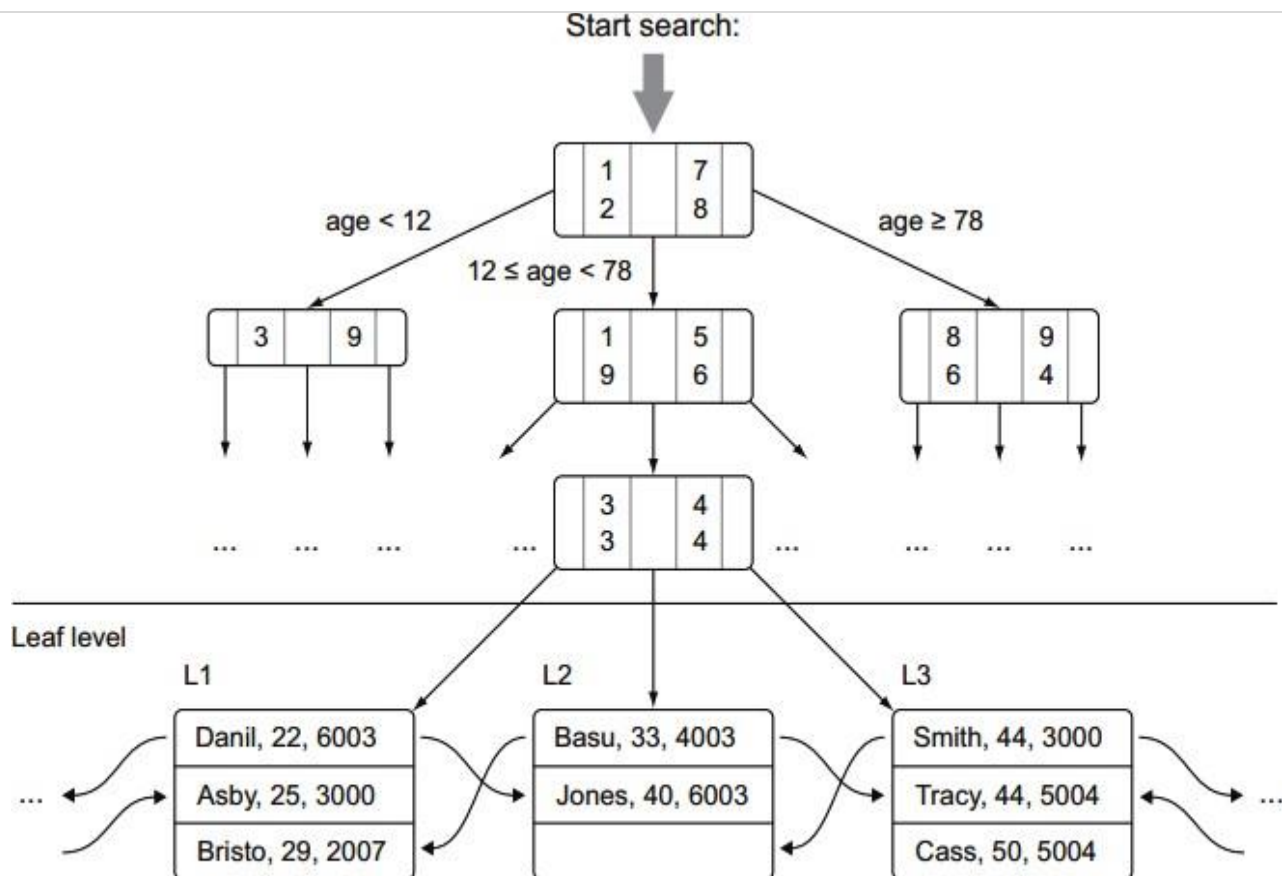 Start search:
1 7
2 8
age < 12
age ≥ 78
12 ≤ age < 78
3 9
1 5
9 6
8 9
6 4
3 4
... ... ... ... 3 4 ... ... ... ...
Leaf level
L1 L2 L3
Danil, 22, 6003 Basu, 33, 4003 Smith, 44, 3000
... Asby, 25, 3000 Jones, 40, 6003 Tracy, 44, 5004 ...
Bristo, 29, 2007 Cass, 50, 5004